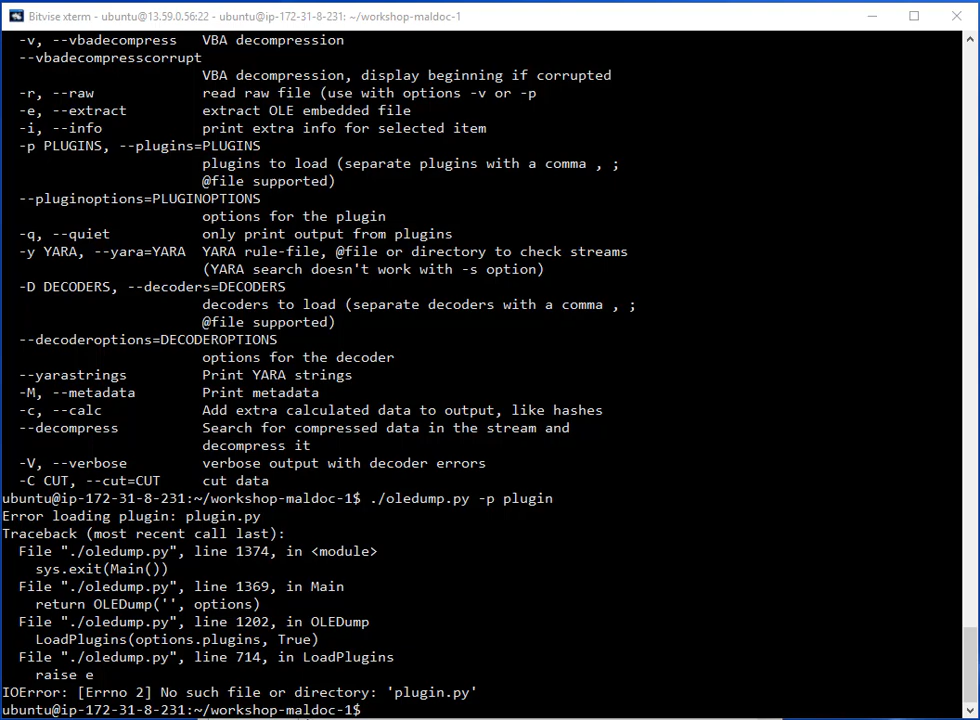 Bitvise xterm - ubuntu@13.59.0.56:22 - ubuntu@ip-172-31-8-231: ~/workshop-maldoc-1
-v, --vbadecompress   VBA decompression
--vbadecompresscorrupt
VBA decompression, display beginning if corrupted
-r, --raw             read raw file (use with options -v or -p
-e, --extract         extract OLE embedded file
-i, --info            print extra info for selected item
-p PLUGINS, --plugins=PLUGINS
plugins to load (separate plugins with a comma , ;
@file supported)
--pluginoptions=PLUGINOPTIONS
options for the plugin
-q, --quiet           only print output from plugins
-y YARA, --yara=YARA  YARA rule-file, @file or directory to check streams
(YARA search doesn't work with -s option)
-D DECODERS, --decoders=DECODERS
decoders to load (separate decoders with a comma , ;
@file supported)
--decoderoptions=DECODEROPTIONS
options for the decoder
--yarastrings         Print YARA strings
-M, --metadata        Print metadata
-c, --calc            Add extra calculated data to output, like hashes
--decompress          Search for compressed data in the stream and
decompress it
-V, --verbose         verbose output with decoder errors
-C CUT, --cut=CUT     cut data
ubuntu@ip-172-31-8-231:~/workshop-maldoc-1$ ./oledump.py -p plugin
Error loading plugin: plugin.py
Traceback (most recent call last):
File "./oledump.py", line 1374, in <module>
sys.exit(Main())
File "./oledump.py", line 1369, in Main
return OLEDump('', options)
File "./oledump.py", line 1202, in OLEDump
LoadPlugins(options.plugins, True)
File "./oledump.py", line 714, in LoadPlugins
raise e
IOError: [Errno 2] No such file or directory: 'plugin.py'
ubuntu@ip-172-31-8-231:~/workshop-maldoc-1$